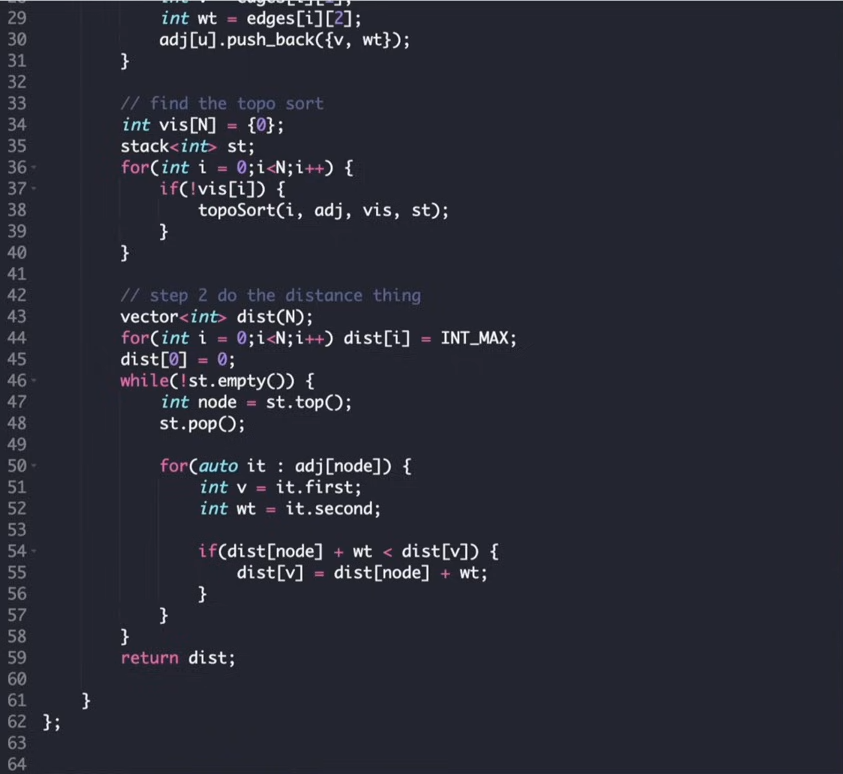 28
29 int wt = edges[i][2];
30 adj[u].push_back({v, wt});
31 }
32
33 // find the topo sort
34 int vis[N] = {0};
35 stack<int> st;
36 for(int i = 0;i<N;i++) {
37 if(!vis[i]) {
38 topoSort(i, adj, vis, st);
39 }
40 }
41
42 // step 2 do the distance thing
43 vector<int> dist(N);
44 for(int i = 0;i<N;i++) dist[i] = INT_MAX;
45 dist[0] = 0;
46 while(!st.empty()) {
47 int node = st.top();
48 st.pop();
49
50 for(auto it : adj[node]) {
51 int v = it.first;
52 int wt = it.second;
53
54 if(dist[node] + wt < dist[v]) {
55 dist[v] = dist[node] + wt;
56 }
57 }
58 }
59 return dist;
60
61 }
62 };
63
64